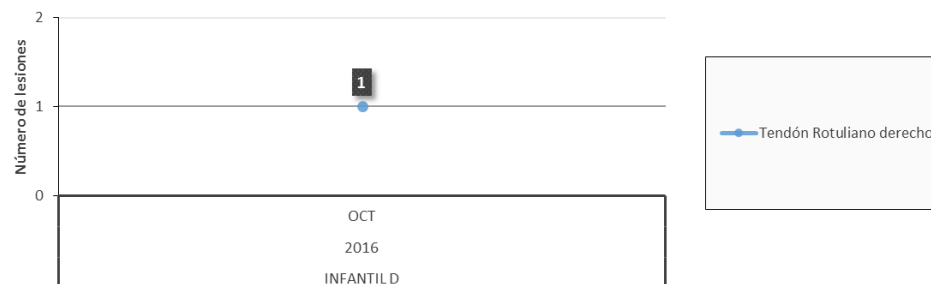 2
Número de lesiones
1
1
Tendón Rotuliano derecho
0
OCT
2016
INFANTIL D